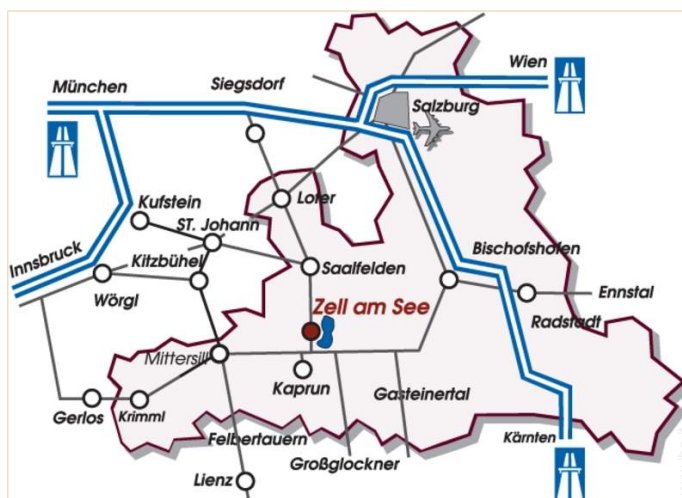 Wien
München
Siegsdorf
Salzburg
Kufstein
Lofer
ST. Johann
Innsbruck
Kitzbühel
Saalfelden
Bischofshofen
Wörgl
Zell am See
Ennstal
Radstadt
Mittersill
Kaprun
Gasteinertal
Gerlos
Krimml
Felbertauern
Großglockner
Kärnten
Lienz